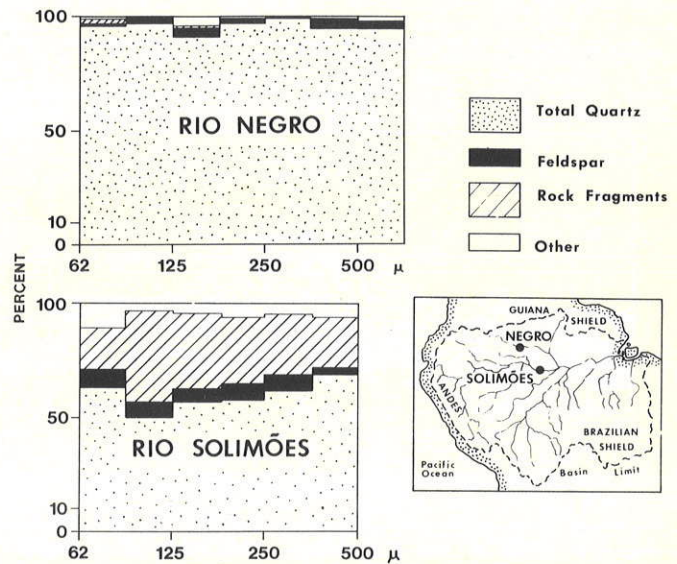 100
50
10
0
RIO NEGRO
62 125 250 500 μ
PERCENT
100
50
10
0
RIO SOLIMÕES
62 125 250 500 μ
Total Quartz
Feldspar
Rock Fragments
Other
GUIANA
SHIELD
NEGRO
SOLIMÕES
ANDES
BRAZILIAN
SHIELD
Pacific
Ocean
Basin Limit